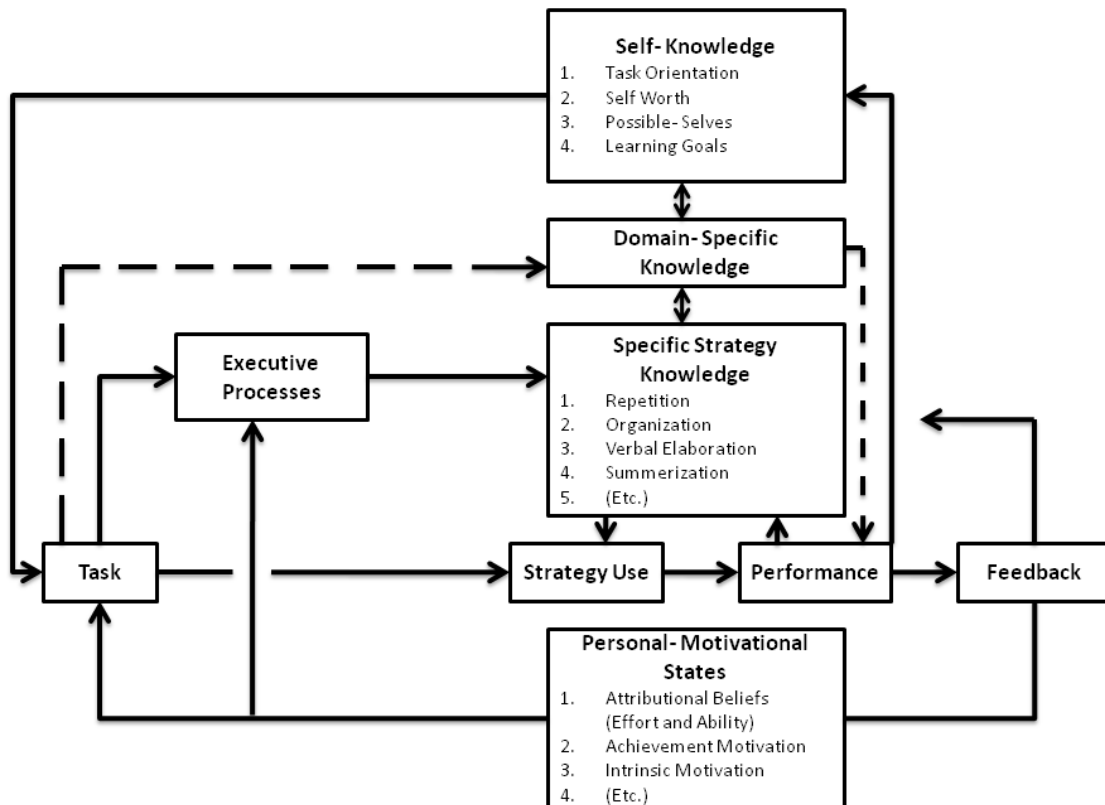 Self- Knowledge
1. Task Orientation
2. Self Worth
3. Possible- Selves
4. Learning Goals
Domain- Specific
Knowledge
Executive
Processes
Specific Strategy
Knowledge
1. Repetition
2. Organization
3. Verbal Elaboration
4. Summerization
5. (Etc.)
Task
Strategy Use
Performance
Feedback
Personal- Motivational
States
1. Attributional Beliefs
(Effort and Ability)
2. Achievement Motivation
3. Intrinsic Motivation
4. (Etc.)